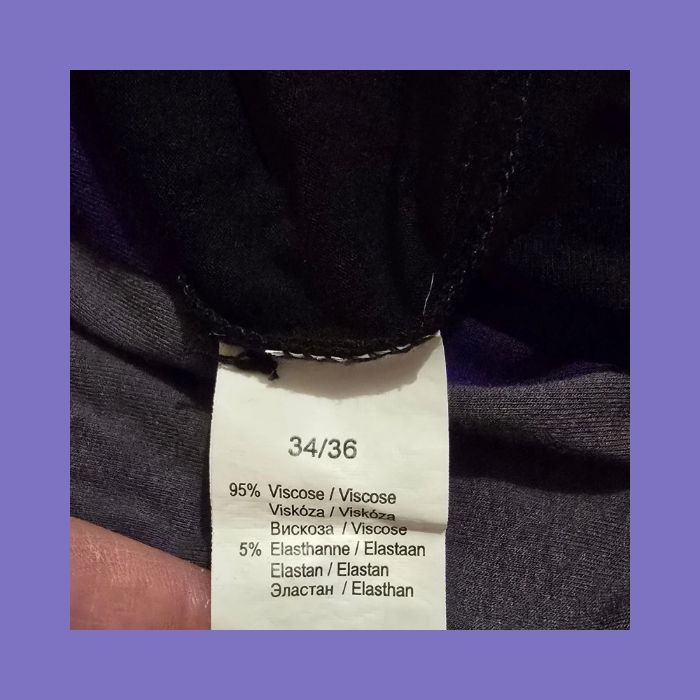 34/36
95% Viscose / Viscose
Viskóza / Viskóza
Вискоза / Viscose
5% Elasthanne / Elastaan
Elastan / Elastan
Эластан / Elasthan